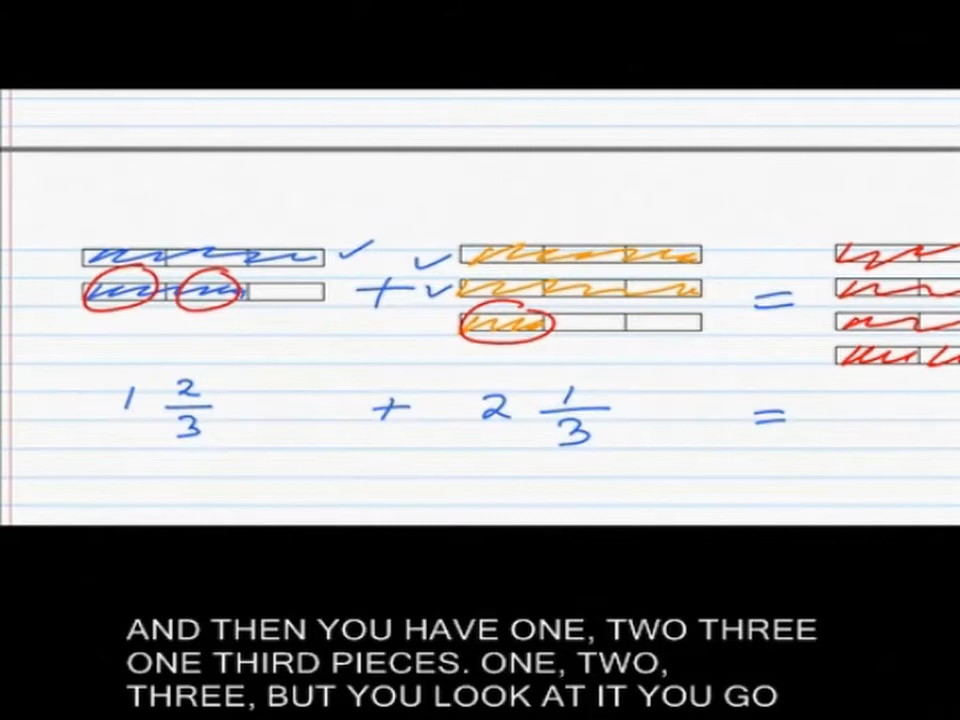 + =
1 2/3 + 2 1/3 =
AND THEN YOU HAVE ONE, TWO THREE
ONE THIRD PIECES. ONE, TWO,
THREE, BUT YOU LOOK AT IT YOU GO